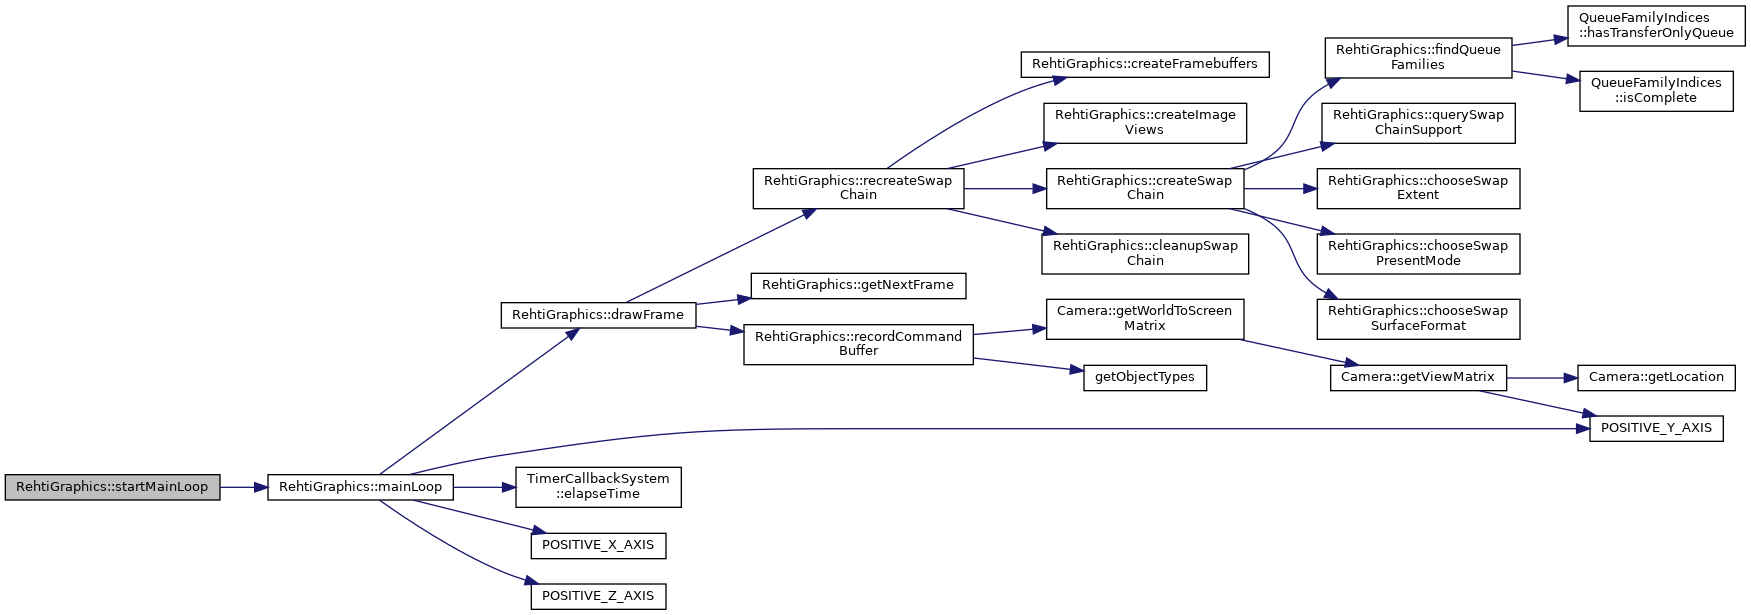 RehtiGraphics::startMainLoop
RehtiGraphics::mainLoop
RehtiGraphics::drawFrame
RehtiGraphics::recreateSwap
Chain
RehtiGraphics::createFramebuffers
RehtiGraphics::createImage
Views
RehtiGraphics::createSwap
Chain
RehtiGraphics::findQueue
Families
QueueFamilyIndices
::hasTransferOnlyQueue
QueueFamilyIndices
::isComplete
RehtiGraphics::querySwap
ChainSupport
RehtiGraphics::chooseSwap
Extent
RehtiGraphics::chooseSwap
PresentMode
RehtiGraphics::chooseSwap
SurfaceFormat
RehtiGraphics::cleanupSwap
Chain
RehtiGraphics::getNextFrame
RehtiGraphics::recordCommand
Buffer
Camera::getWorldToScreen
Matrix
Camera::getViewMatrix
Camera::getLocation
POSITIVE_Y_AXIS
getObjectTypes
TimerCallbackSystem
::elapseTime
POSITIVE_X_AXIS
POSITIVE_Z_AXIS